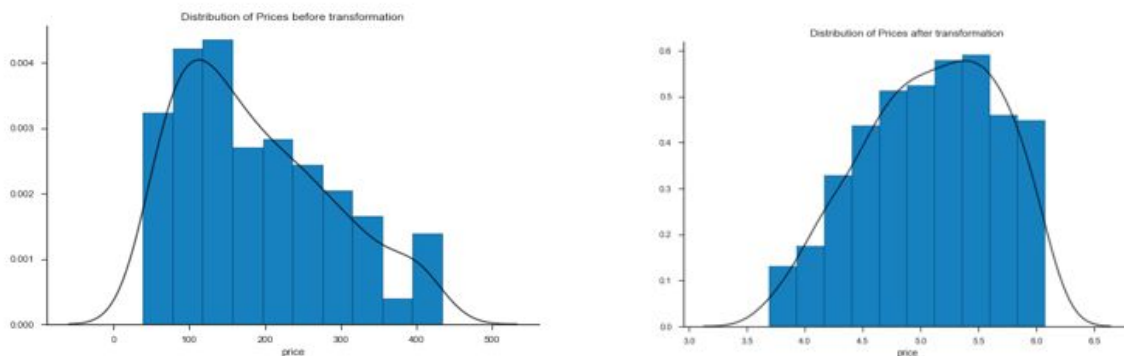 Distribution of Prices before transformation
0.004
0.003
0.002
0.001
0.000
0 100 200 300 400 500
price
Distribution of Prices after transformation
0.6
0.5
0.4
0.3
0.2
0.1
0.0
3.0 3.5 4.0 4.5 5.0 5.5 6.0 6.5
price